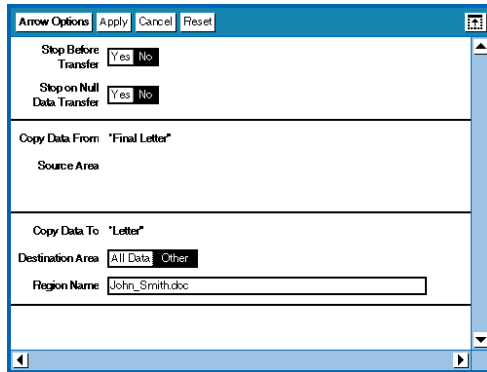 Arrow Options Apply Cancel Reset
Stop Before Transfer Yes No
Stop on Null Data Transfer Yes No
Copy Data From "Final Letter"
Source Area
Copy Data To "Letter"
Destination Area All Data Other
Region Name John_Smith.doc